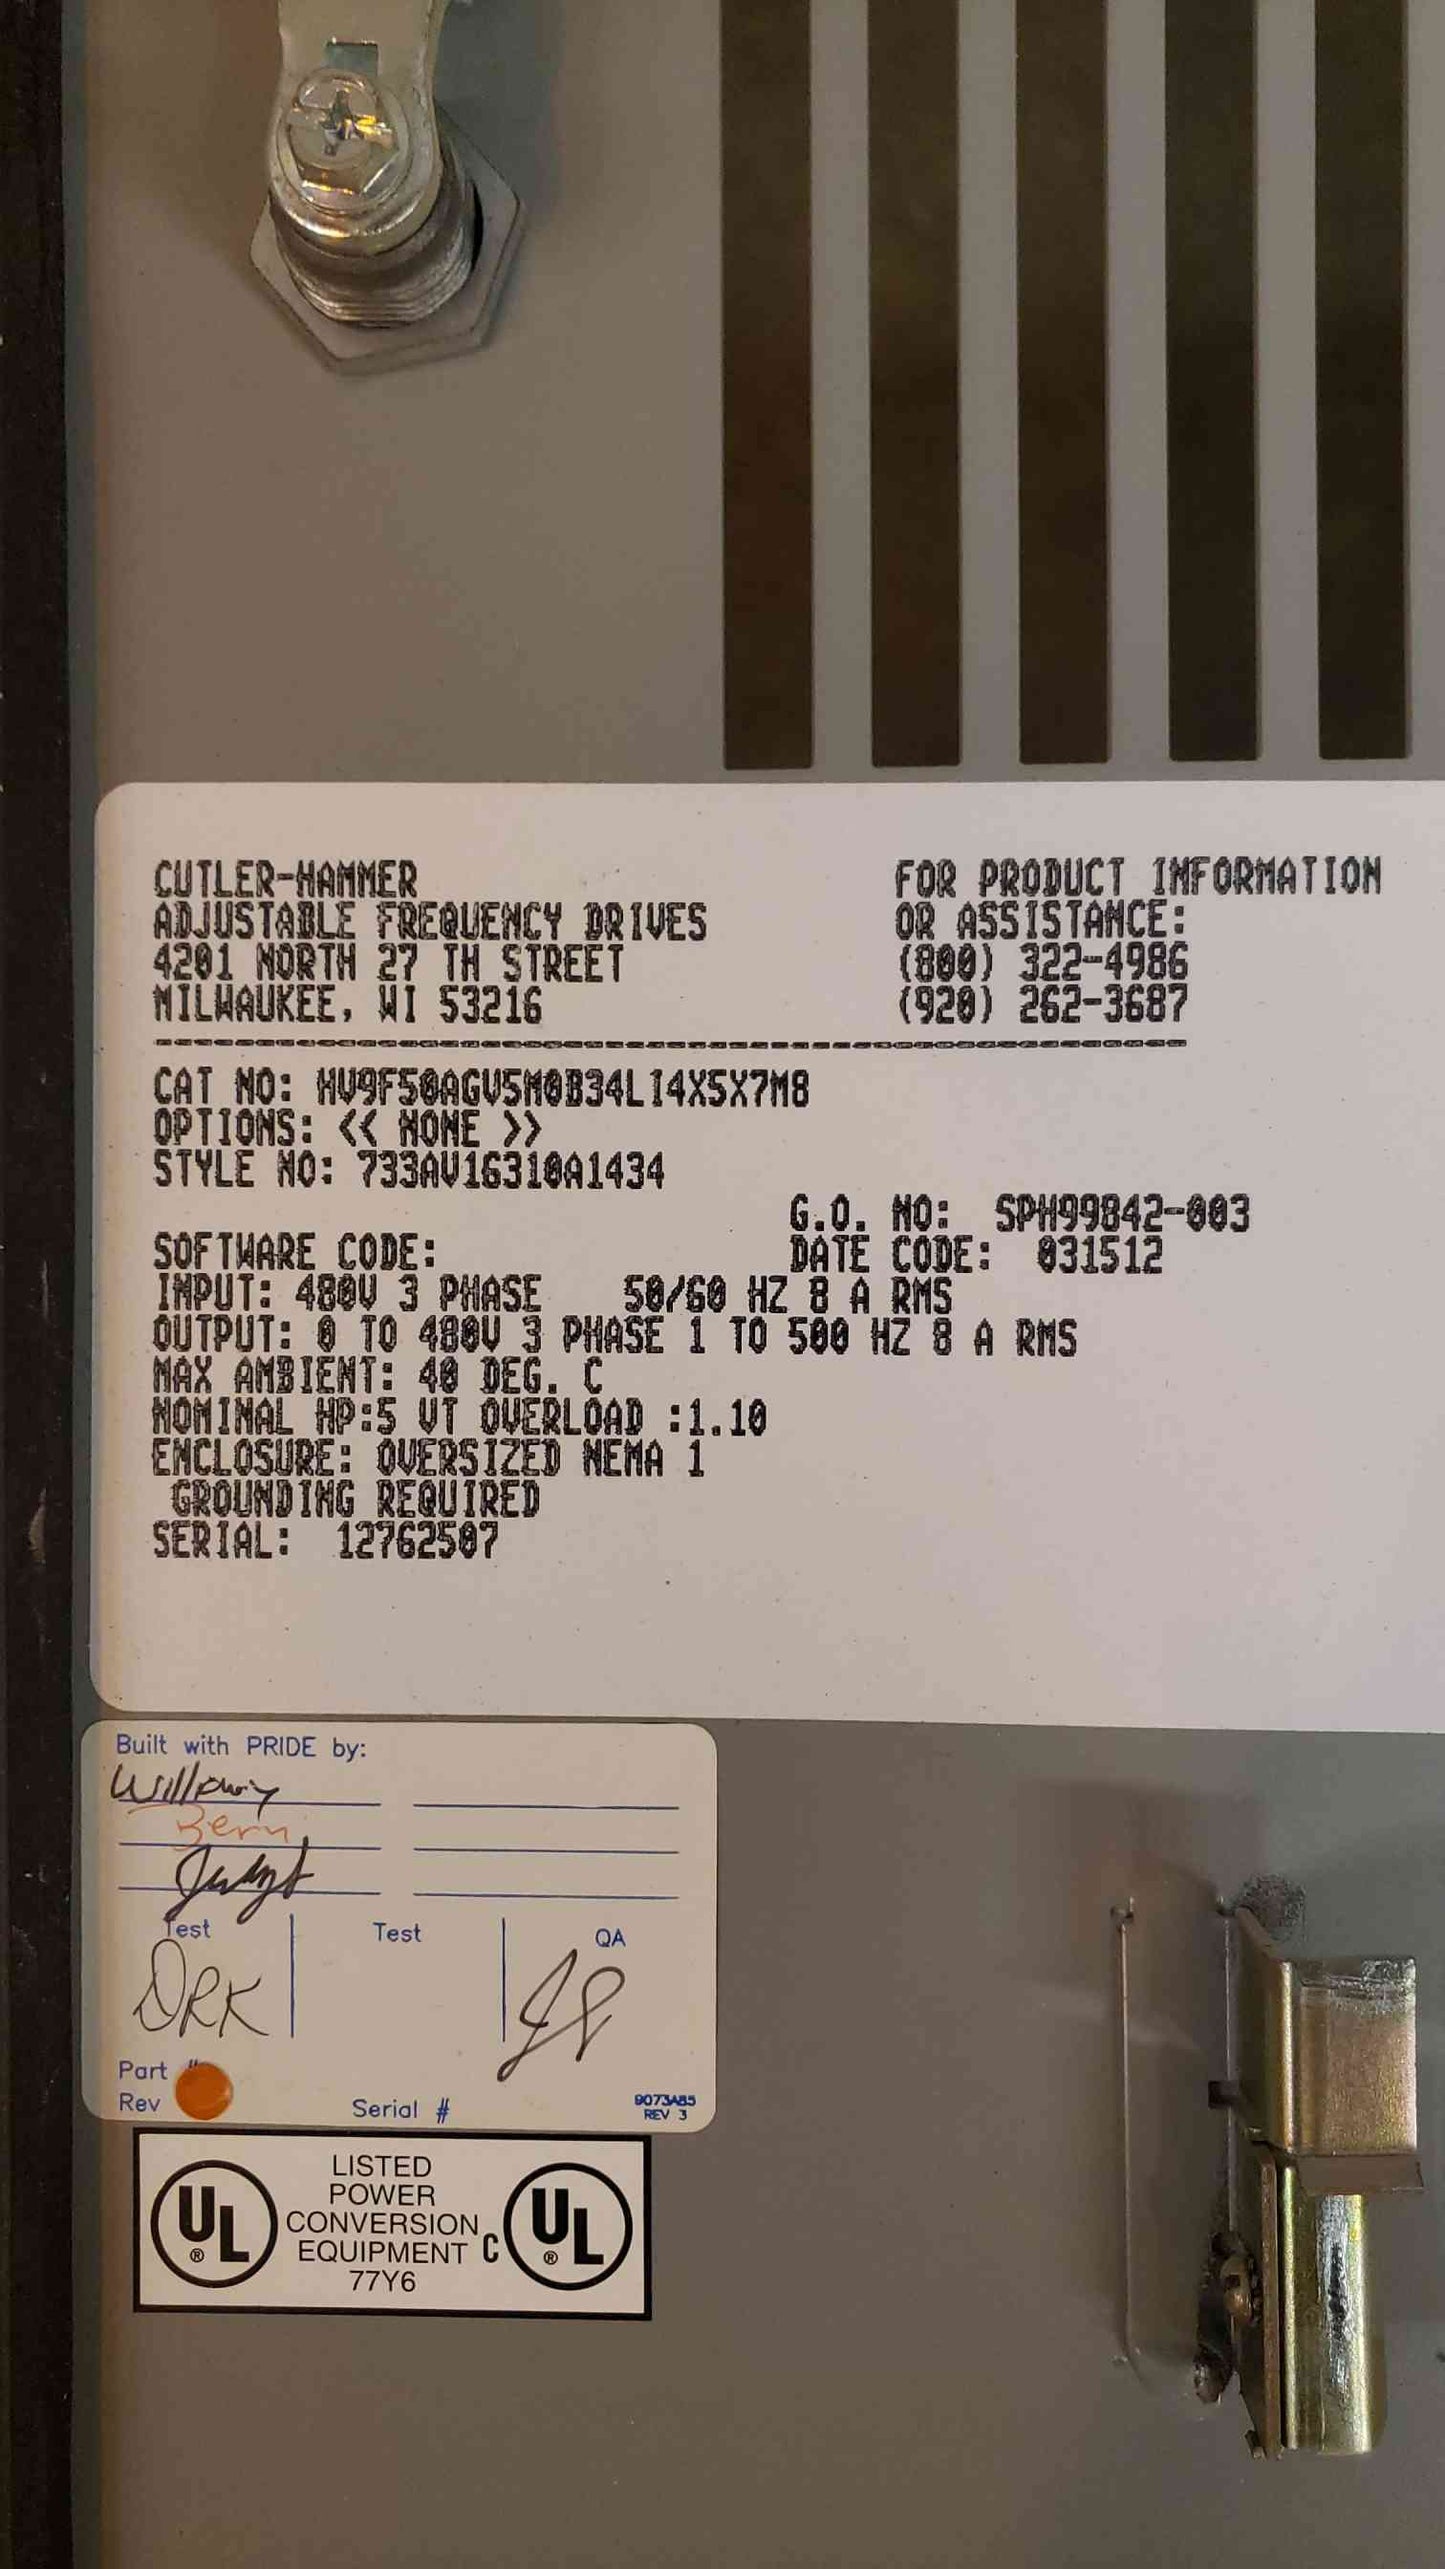 CUTLER-HAMMER
ADJUSTABLE FREQUENCY DRIVES
4201 NORTH 27 TH STREET
MILWAUKEE, WI 53216
FOR PRODUCT INFORMATION
OR ASSISTANCE:
(800) 322-4986
(920) 262-3687
CAT NO: HV9F50AGV5M0B34LI4X5X7M8
OPTIONS: << NONE >>
STYLE NO: 733AV16310A1434
G.O. NO: SPH99842-003
SOFTWARE CODE: DATE CODE: 031512
INPUT: 480V 3 PHASE 50/60 HZ 8 A RMS
OUTPUT: 0 TO 480V 3 PHASE 1 TO 500 HZ 8 A RMS
MAX AMBIENT: 40 DEG. C
NOMINAL HP:5 VT OVERLOAD :1.10
ENCLOSURE: OVERSIZED NEMA 1
GROUNDING REQUIRED
SERIAL: 12762507
Built with PRIDE by:
Test Test QA
DRK
Part
Rev Serial #
9073A85
REV 3
UL LISTED UL
POWER
CONVERSION
EQUIPMENT C
77Y6